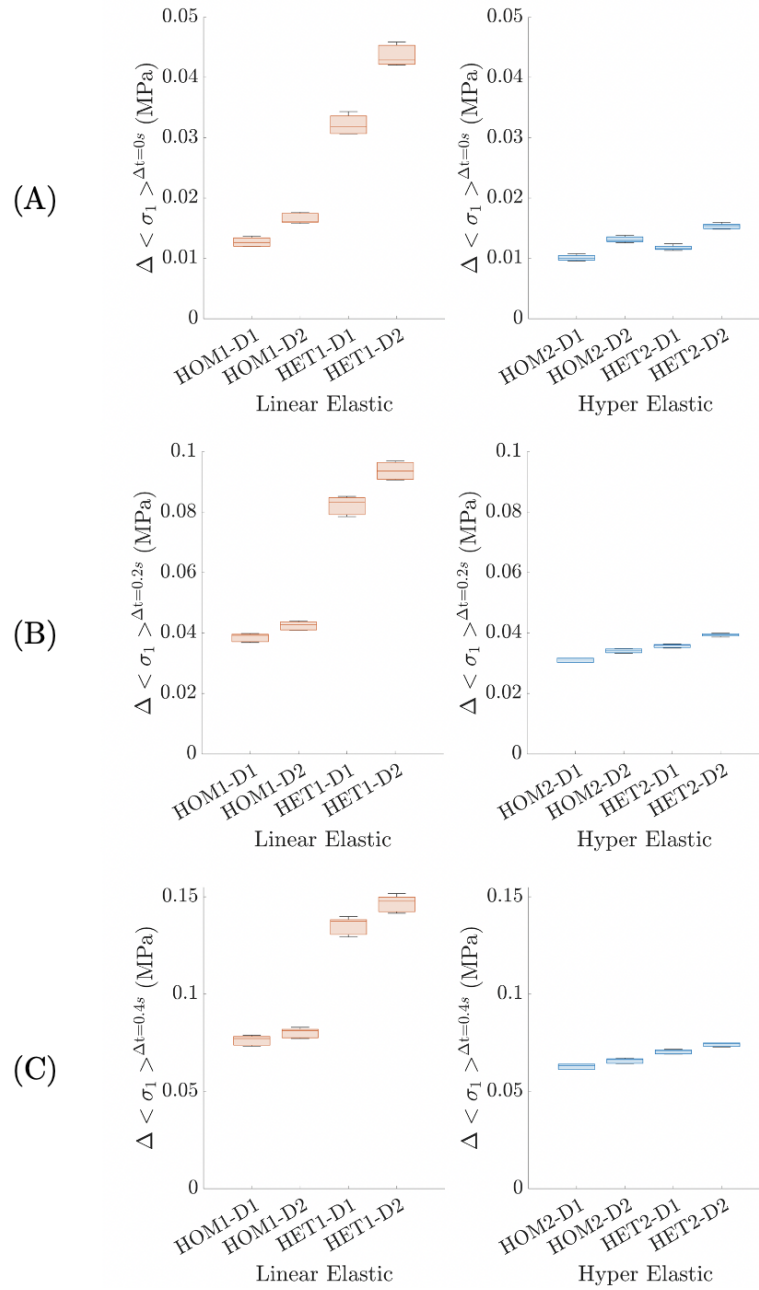 (A)
Δ < σ₁ >^Δt=0s (MPa)
0.05
0.04
0.03
0.02
0.01
0
HOM1-D1
HOM1-D2
HET1-D1
HET1-D2
Linear Elastic
Δ < σ₁ >^Δt=0s (MPa)
0.05
0.04
0.03
0.02
0.01
0
HOM2-D1
HOM2-D2
HET2-D1
HET2-D2
Hyper Elastic
(B)
Δ < σ₁ >^Δt=0.2s (MPa)
0.1
0.08
0.06
0.04
0.02
0
HOM1-D1
HOM1-D2
HET1-D1
HET1-D2
Linear Elastic
Δ < σ₁ >^Δt=0.2s (MPa)
0.1
0.08
0.06
0.04
0.02
0
HOM2-D1
HOM2-D2
HET2-D1
HET2-D2
Hyper Elastic
(C)
Δ < σ₁ >^Δt=0.4s (MPa)
0.15
0.1
0.05
0
HOM1-D1
HOM1-D2
HET1-D1
HET1-D2
Linear Elastic
Δ < σ₁ >^Δt=0.4s (MPa)
0.15
0.1
0.05
0
HOM2-D1
HOM2-D2
HET2-D1
HET2-D2
Hyper Elastic